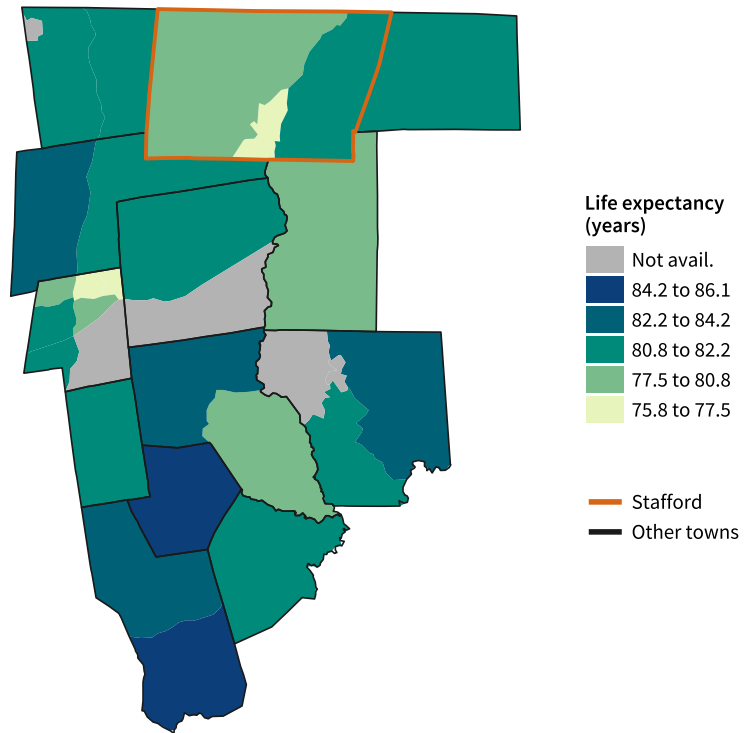 Life expectancy
(years)
Not avail.
84.2 to 86.1
82.2 to 84.2
80.8 to 82.2
77.5 to 80.8
75.8 to 77.5
Stafford
Other towns